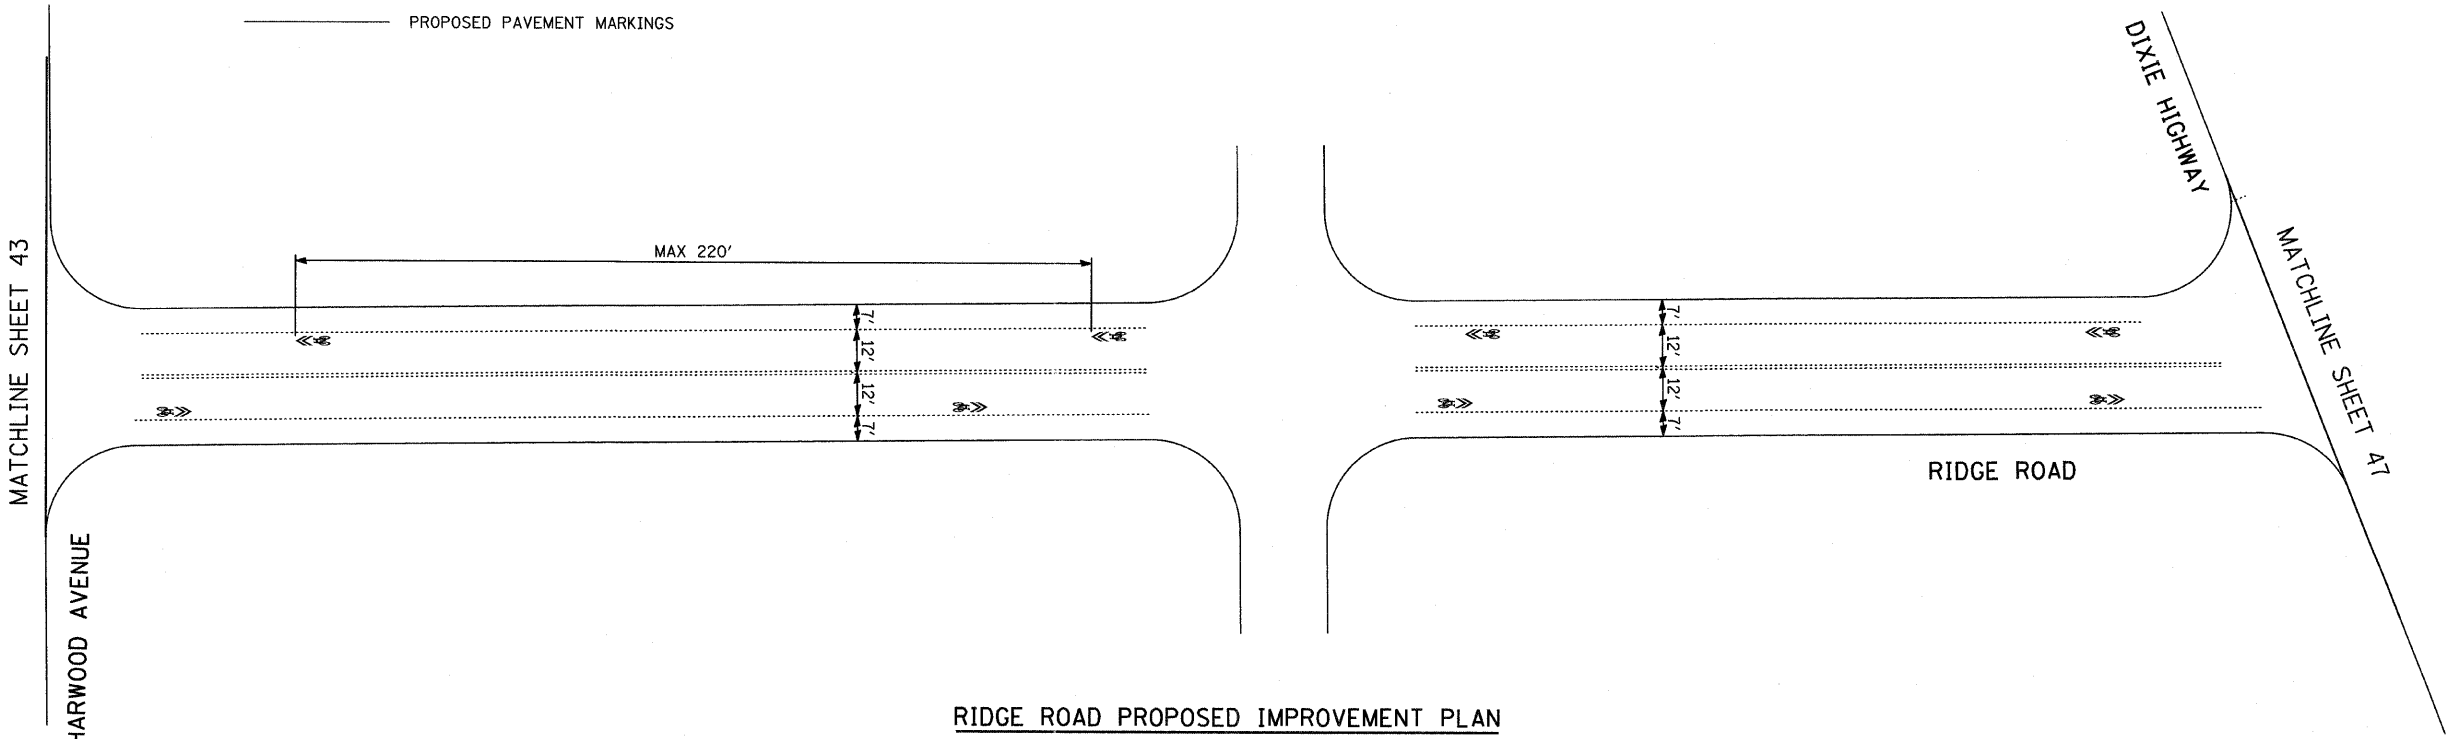 PROPOSED PAVEMENT MARKINGS
DIXIE HIGHWAY
MATCHLINE SHEET 43
MAX 220'
MATCHLINE SHEET 47
7'
12'
12'
7'
7'
12'
12'
7'
RIDGE ROAD
HARWOOD AVENUE
RIDGE ROAD PROPOSED IMPROVEMENT PLAN